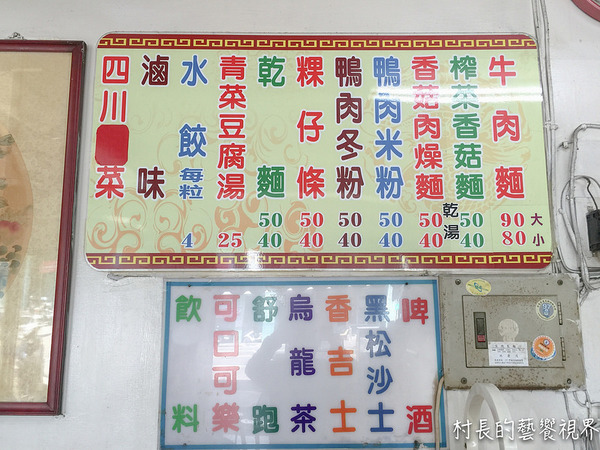 牛肉麵 大90 小80
榨菜香菇麵 50 40
乾湯
香菇肉燥麵 50 40
鴨肉米粉 50 40
鴨肉冬粉 50 40
粿仔條 50 40
乾麵 50 40
青菜豆腐湯 25
水餃每粒 4
滷味
四川菜
啤酒
黑松沙士
香吉士
烏龍茶
舒跑
可口可樂
飲料
村長的藝饗視界